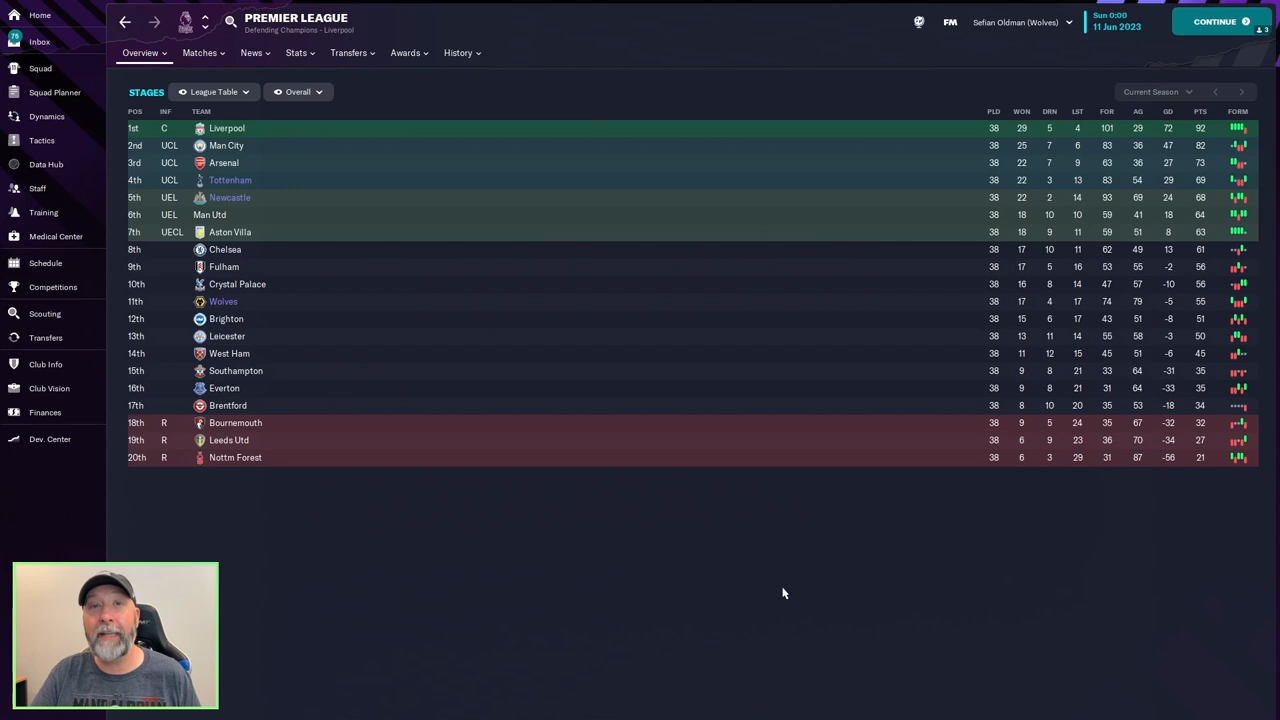 Home
75
Inbox
Squad
Squad Planner
Dynamics
Tactics
Data Hub
Staff
Training
Medical Center
Schedule
Competitions
Scouting
Transfers
Club Info
Club Vision
Finances
Dev. Center
PREMIER LEAGUE
Defending Champions - Liverpool
FM
Sefian Oldman (Wolves)
Sun 0:00
11 Jun 2023
CONTINUE
3
Overview Matches News Stats Transfers Awards History
STAGES League Table Overall Current Season
POS INF TEAM PLD WON DRN LST FOR AG GD PTS FORM
1st C Liverpool 38 29 5 4 101 29 72 92
2nd UCL Man City 38 25 7 6 83 36 47 82
3rd UCL Arsenal 38 22 7 9 63 36 27 73
4th UCL Tottenham 38 22 3 13 83 54 29 69
5th UEL Newcastle 38 22 2 14 93 69 24 68
6th UEL Man Utd 38 18 10 10 59 41 18 64
7th UECL Aston Villa 38 18 9 11 59 51 8 63
8th Chelsea 38 17 10 11 62 49 13 61
9th Fulham 38 17 5 16 53 55 -2 56
10th Crystal Palace 38 16 8 14 47 57 -10 56
11th Wolves 38 17 4 17 74 79 -5 55
12th Brighton 38 15 6 17 43 51 -8 51
13th Leicester 38 13 11 14 55 58 -3 50
14th West Ham 38 11 12 15 45 51 -6 45
15th Southampton 38 9 8 21 33 64 -31 35
16th Everton 38 9 8 21 31 64 -33 35
17th Brentford 38 8 10 20 35 53 -18 34
18th R Bournemouth 38 9 5 24 35 67 -32 32
19th R Leeds Utd 38 6 9 23 36 70 -34 27
20th R Nottm Forest 38 6 3 29 31 87 -56 21